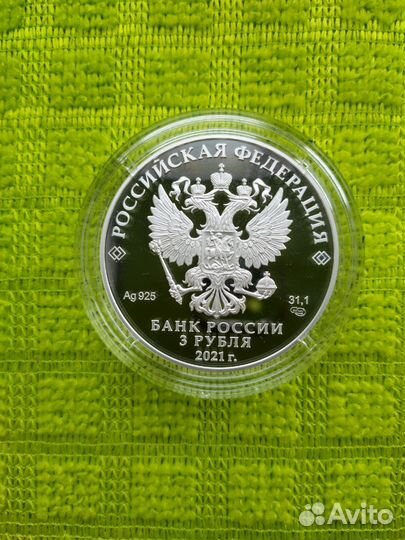 РОССИЙСКАЯ ФЕДЕРАЦИЯ
Ag 925
31,1
БАНК РОССИИ
3 РУБЛЯ
2021 г.
Avito